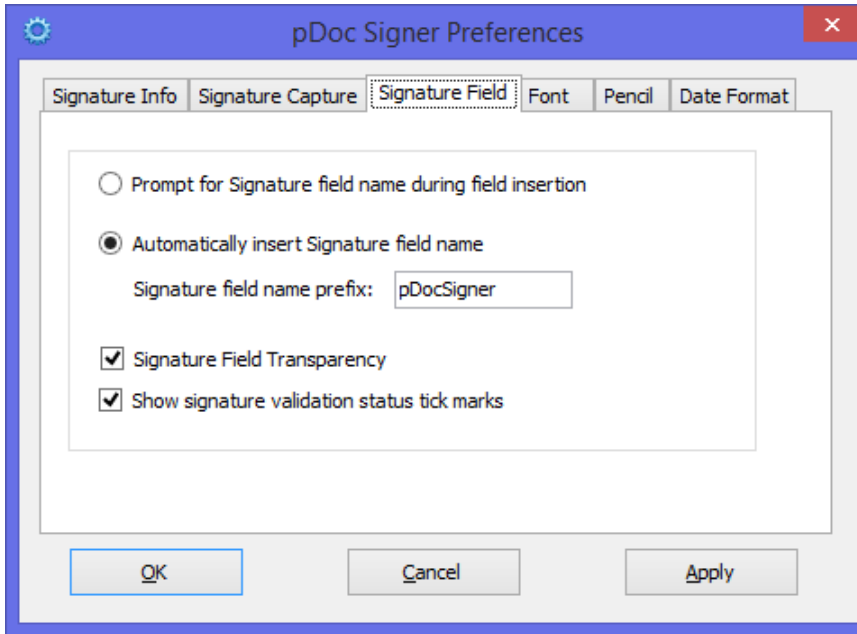 pDoc Signer Preferences
Signature Info Signature Capture Signature Field Font Pencil Date Format
Prompt for Signature field name during field insertion
Automatically insert Signature field name
Signature field name prefix: pDocSigner
Signature Field Transparency
Show signature validation status tick marks
OK Cancel Apply